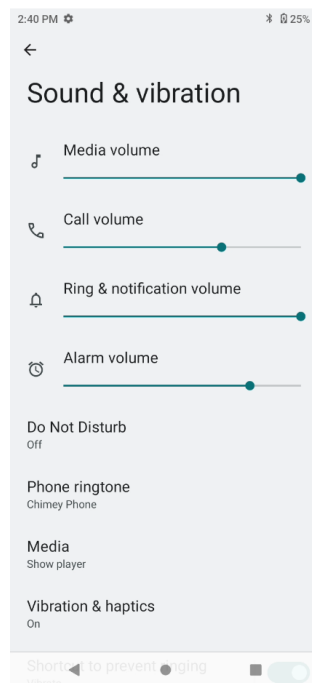 2:40 PM
25%
Sound & vibration
Media volume
Call volume
Ring & notification volume
Alarm volume
Do Not Disturb
Off
Phone ringtone
Chimey Phone
Media
Show player
Vibration & haptics
On
Shortcut to prevent ringing